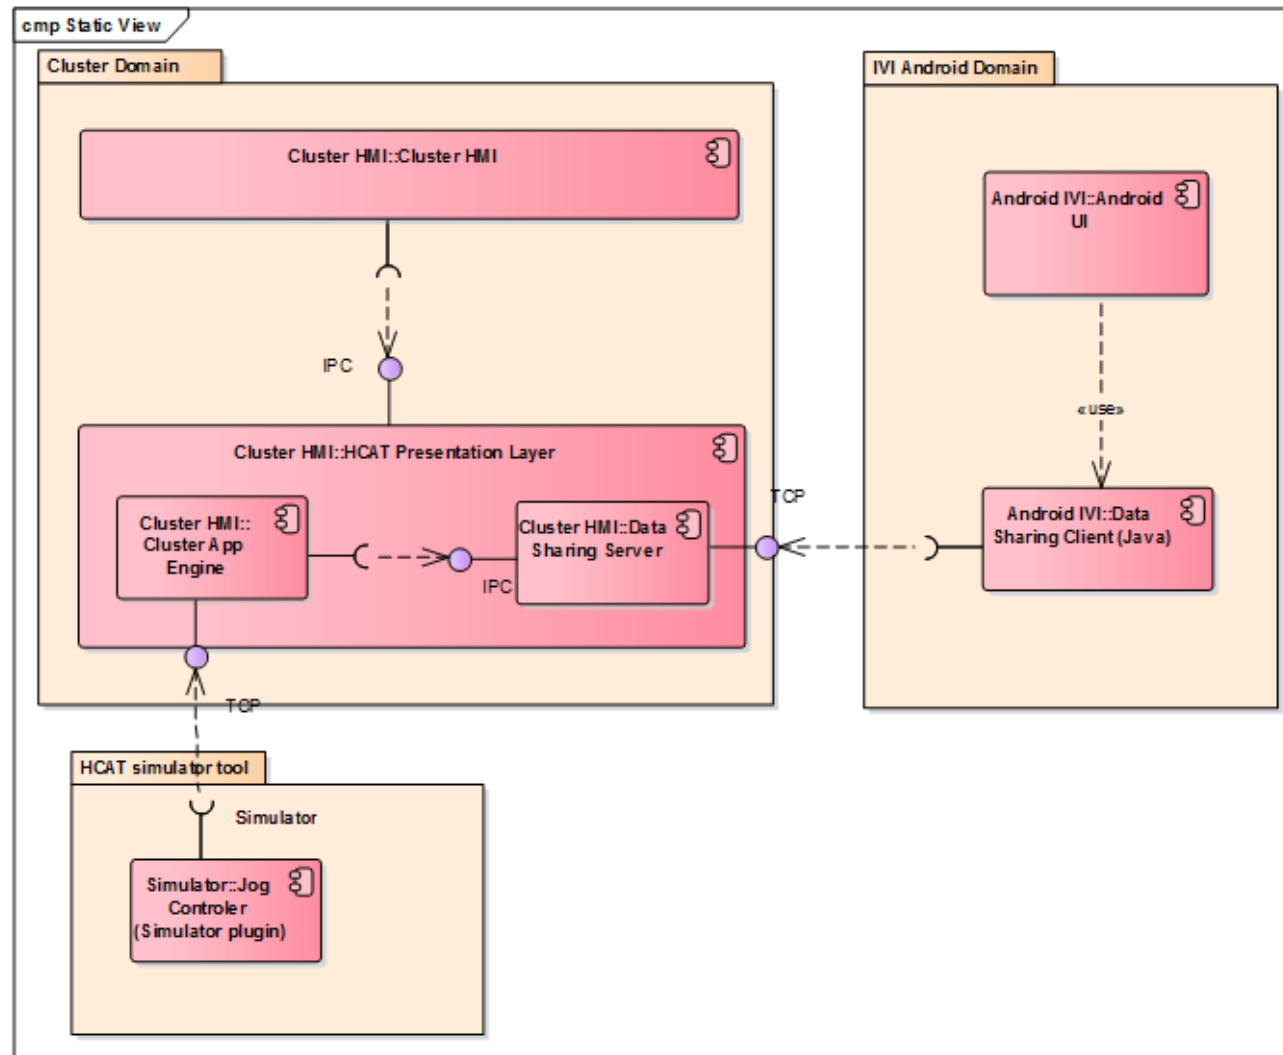 cmp Static View
Cluster Domain
IVI Android Domain
Cluster HMI::Cluster HMI
Android IVI::Android
UI
IPC
«use»
Cluster HMI::HCAT Presentation Layer
TCP
Cluster HMI::
Cluster App
Engine
Cluster HMI::Data
Sharing Server
Android IVI::Data
Sharing Client (Java)
IPC
TCP
HCAT simulator tool
Simulator
Simulator::Jog
Controler
(Simulator plugin)